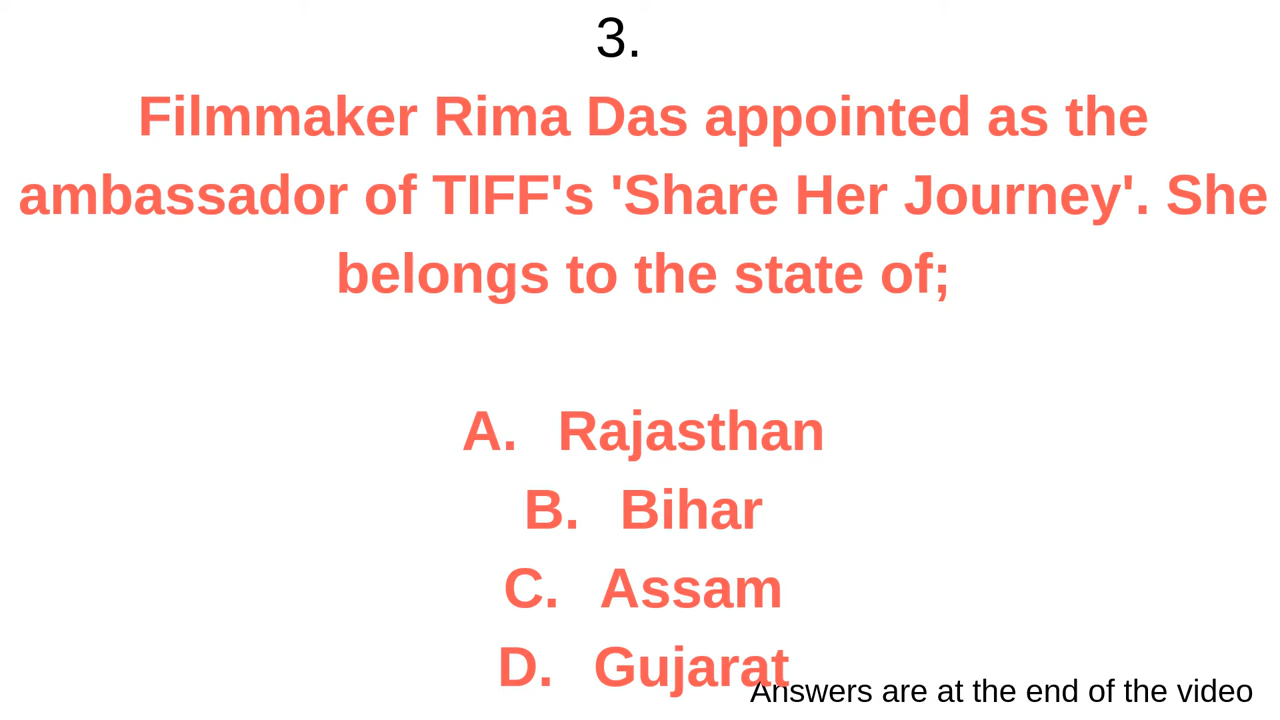 3.
Filmmaker Rima Das appointed as the
ambassador of TIFF's 'Share Her Journey'. She
belongs to the state of;
A. Rajasthan
B. Bihar
C. Assam
D. Gujarat
Answers are at the end of the video